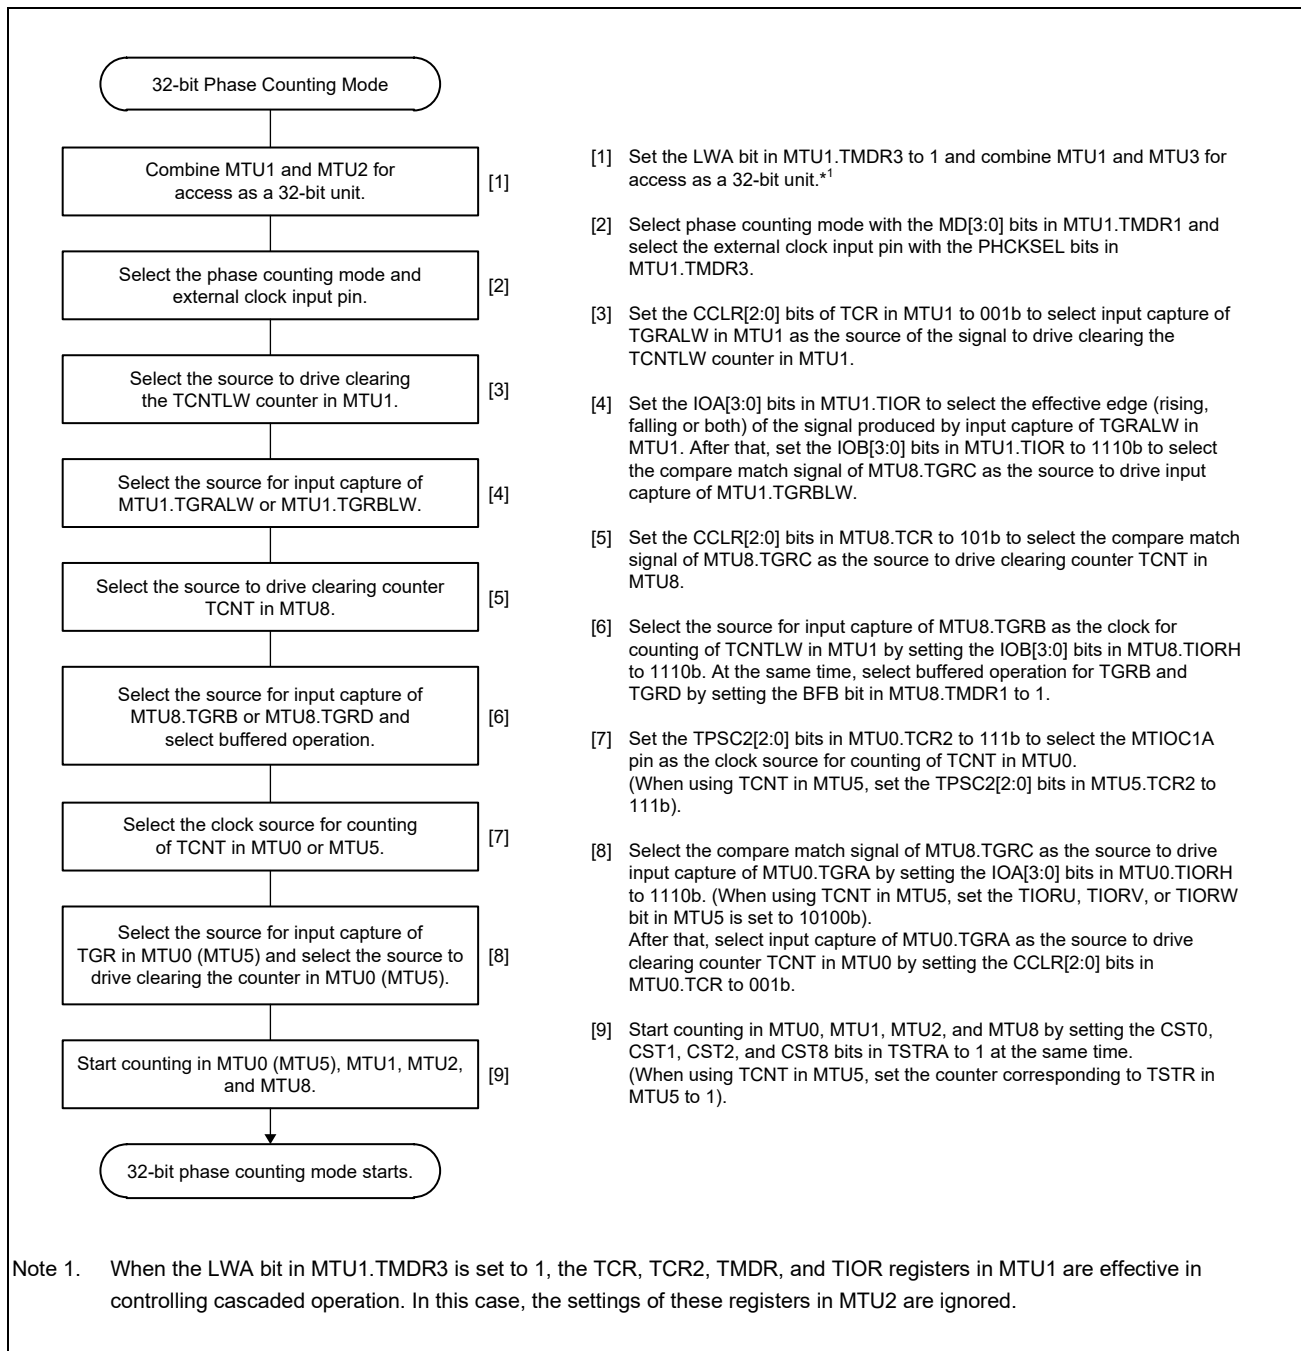 32-bit Phase Counting Mode
Combine MTU1 and MTU2 for
access as a 32-bit unit.
[1]
Select the phase counting mode and
external clock input pin.
[2]
Select the source to drive clearing
the TCNTLW counter in MTU1.
[3]
Select the source for input capture of
MTU1.TGRALW or MTU1.TGRBLW.
[4]
Select the source to drive clearing counter
TCNT in MTU8.
[5]
Select the source for input capture of
MTU8.TGRB or MTU8.TGRD and
select buffered operation.
[6]
Select the clock source for counting
of TCNT in MTU0 or MTU5.
[7]
Select the source for input capture of
TGR in MTU0 (MTU5) and select the source to
drive clearing the counter in MTU0 (MTU5).
[8]
Start counting in MTU0 (MTU5), MTU1, MTU2,
and MTU8.
[9]
32-bit phase counting mode starts.
[1] Set the LWA bit in MTU1.TMDR3 to 1 and combine MTU1 and MTU3 for
access as a 32-bit unit.*1
[2] Select phase counting mode with the MD[3:0] bits in MTU1.TMDR1 and
select the external clock input pin with the PHCKSEL bits in
MTU1.TMDR3.
[3] Set the CCLR[2:0] bits of TCR in MTU1 to 001b to select input capture of
TGRALW in MTU1 as the source of the signal to drive clearing the
TCNTLW counter in MTU1.
[4] Set the IOA[3:0] bits in MTU1.TIOR to select the effective edge (rising,
falling or both) of the signal produced by input capture of TGRALW in
MTU1. After that, set the IOB[3:0] bits in MTU1.TIOR to 1110b to select
the compare match signal of MTU8.TGRC as the source to drive input
capture of MTU1.TGRBLW.
[5] Set the CCLR[2:0] bits in MTU8.TCR to 101b to select the compare match
signal of MTU8.TGRC as the source to drive clearing counter TCNT in
MTU8.
[6] Select the source for input capture of MTU8.TGRB as the clock for
counting of TCNTLW in MTU1 by setting the IOB[3:0] bits in MTU8.TIORH
to 1110b. At the same time, select buffered operation for TGRB and
TGRD by setting the BFB bit in MTU8.TMDR1 to 1.
[7] Set the TPSC2[2:0] bits in MTU0.TCR2 to 111b to select the MTIOC1A
pin as the clock source for counting of TCNT in MTU0.
(When using TCNT in MTU5, set the TPSC2[2:0] bits in MTU5.TCR2 to
111b).
[8] Select the compare match signal of MTU8.TGRC as the source to drive
input capture of MTU0.TGRA by setting the IOA[3:0] bits in MTU0.TIORH
to 1110b. (When using TCNT in MTU5, set the TIORU, TIORV, or TIORW
bit in MTU5 is set to 10100b).
After that, select input capture of MTU0.TGRA as the source to drive
clearing counter TCNT in MTU0 by setting the CCLR[2:0] bits in
MTU0.TCR to 001b.
[9] Start counting in MTU0, MTU1, MTU2, and MTU8 by setting the CST0,
CST1, CST2, and CST8 bits in TSTRA to 1 at the same time.
(When using TCNT in MTU5, set the counter corresponding to TSTR in
MTU5 to 1).
Note 1. When the LWA bit in MTU1.TMDR3 is set to 1, the TCR, TCR2, TMDR, and TIOR registers in MTU1 are effective in
controlling cascaded operation. In this case, the settings of these registers in MTU2 are ignored.